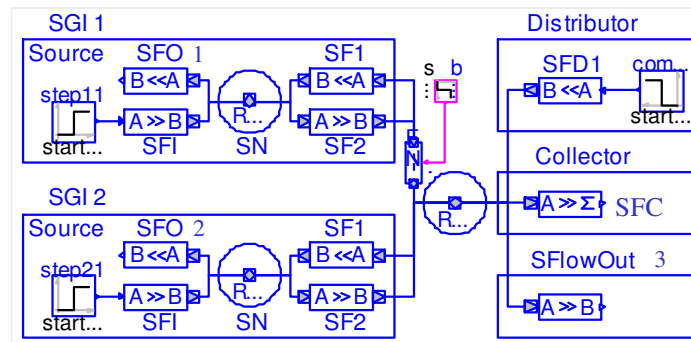 SGI 1
Source
SFO 1
SF1
B<<A
B<<A
step11
A>>B
A>>B
start...
R...
SFI
SN
SF2
s b
N
SGI 2
Source
SFO 2
SF1
B<<A
B<<A
step21
A>>B
A>>B
start...
R...
SFI
SN
SF2
R...
Distributor
SFD1
com...
B<<A
start...
Collector
A>>Σ
SFC
SFlowOut 3
A>>B